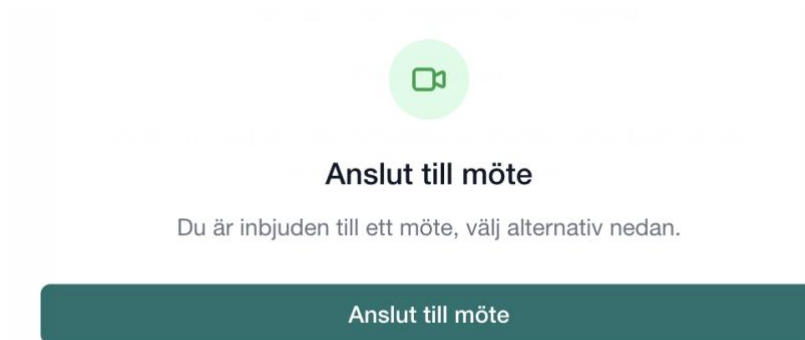 Anslut till möte
Du är inbjuden till ett möte, välj alternativ nedan.
Anslut till möte